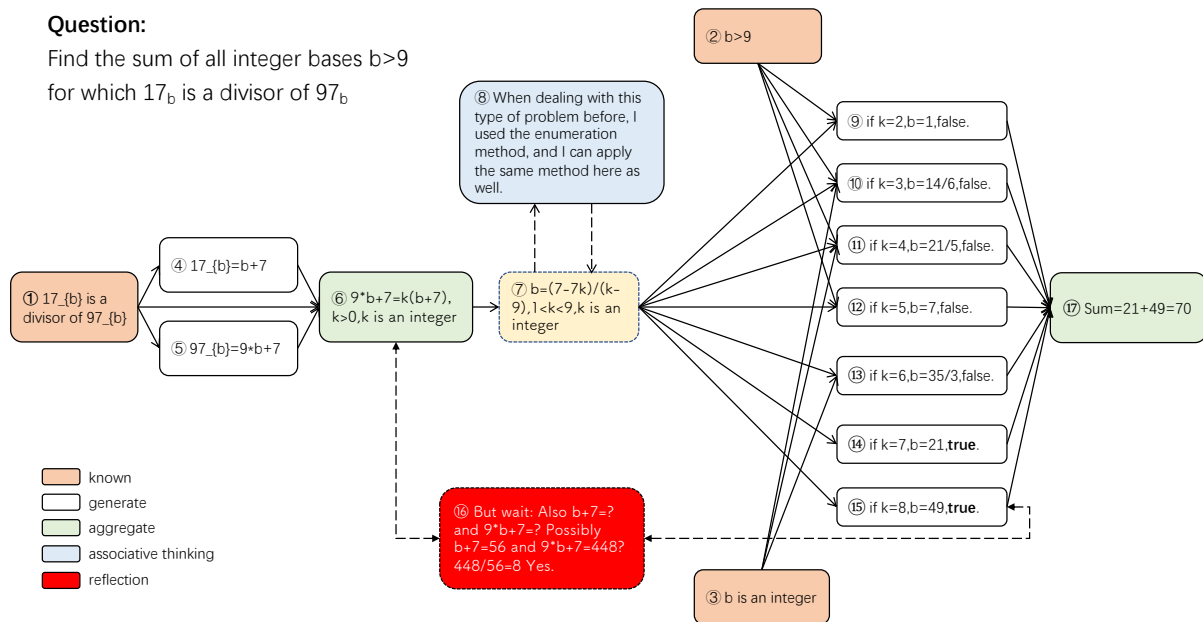 Question:
Find the sum of all integer bases b>9
for which 17_b is a divisor of 97_b
② b>9
⑧ When dealing with this
type of problem before, I
used the enumeration
method, and I can apply
the same method here as
well.
⑨ if k=2,b=1,false.
⑩ if k=3,b=14/6,false.
⑪ if k=4,b=21/5,false.
④ 17_{b}=b+7
① 17_{b} is a
divisor of 97_{b}
⑥ 9*b+7=k(b+7),
k>0,k is an integer
⑦ b=(7-7k)/(k-
9),1<k<9,k is an
integer
⑫ if k=5,b=7,false.
⑰ Sum=21+49=70
⑤ 97_{b}=9*b+7
⑬ if k=6,b=35/3,false.
⑭ if k=7,b=21,true.
⑮ if k=8,b=49,true.
known
generate
aggregate
associative thinking
reflection
⑯ But wait: Also b+7=?
and 9*b+7=? Possibly
b+7=56 and 9*b+7=448?
448/56=8 Yes.
③ b is an integer